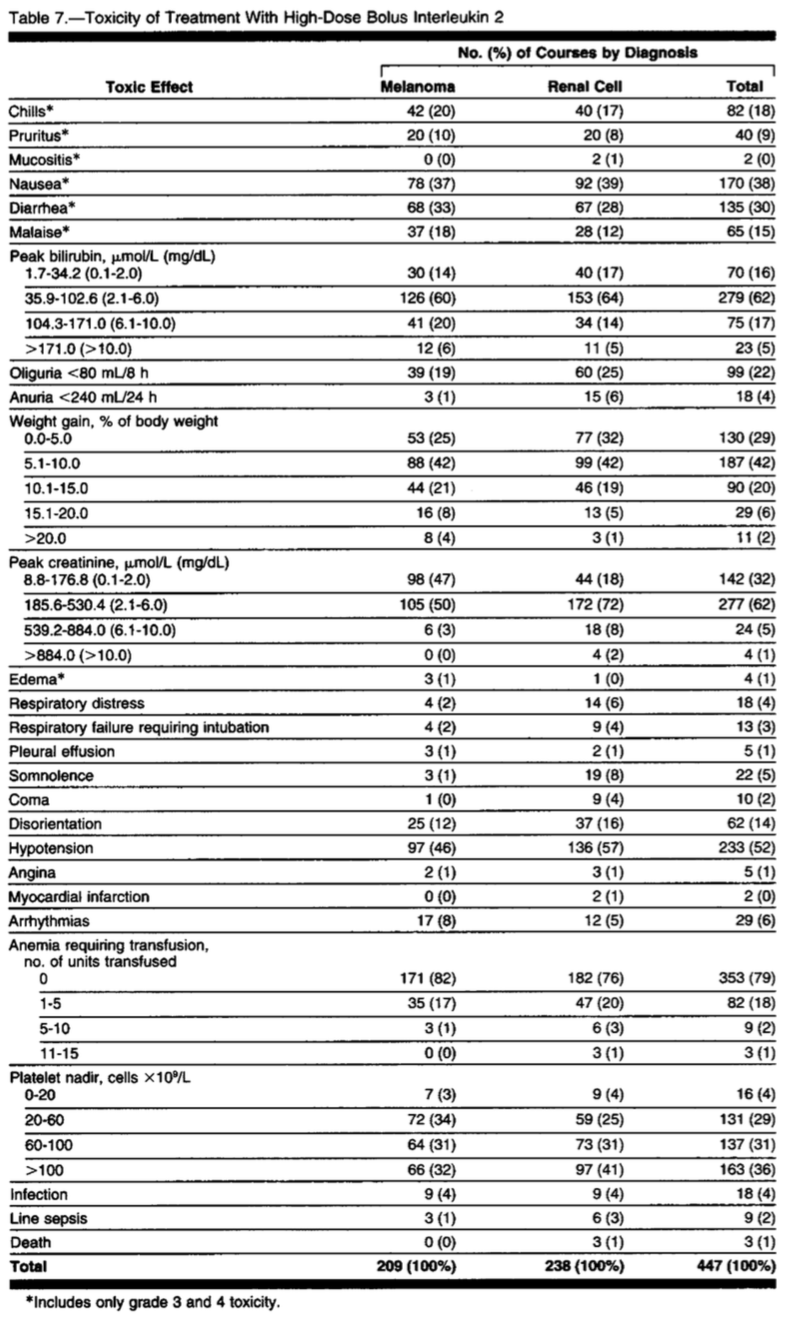 Table 7.—Toxicity of Treatment With High-Dose Bolus Interleukin 2
No. (%) of Courses by Diagnosis
Toxic Effect Melanoma Renal Cell Total
Chills* 42 (20) 40 (17) 82 (18)
Pruritus* 20 (10) 20 (8) 40 (9)
Mucositis* 0 (0) 2 (1) 2 (0)
Nausea* 78 (37) 92 (39) 170 (38)
Diarrhea* 68 (33) 67 (28) 135 (30)
Malaise* 37 (18) 28 (12) 65 (15)
Peak bilirubin, μmol/L (mg/dL)
1.7-34.2 (0.1-2.0) 30 (14) 40 (17) 70 (16)
35.9-102.6 (2.1-6.0) 126 (60) 153 (64) 279 (62)
104.3-171.0 (6.1-10.0) 41 (20) 34 (14) 75 (17)
>171.0 (>10.0) 12 (6) 11 (5) 23 (5)
Oliguria <80 mL/8 h 39 (19) 60 (25) 99 (22)
Anuria <240 mL/24 h 3 (1) 15 (6) 18 (4)
Weight gain, % of body weight
0.0-5.0 53 (25) 77 (32) 130 (29)
5.1-10.0 88 (42) 99 (42) 187 (42)
10.1-15.0 44 (21) 46 (19) 90 (20)
15.1-20.0 16 (8) 13 (5) 29 (6)
>20.0 8 (4) 3 (1) 11 (2)
Peak creatinine, μmol/L (mg/dL)
8.8-176.8 (0.1-2.0) 98 (47) 44 (18) 142 (32)
185.6-530.4 (2.1-6.0) 105 (50) 172 (72) 277 (62)
539.2-884.0 (6.1-10.0) 6 (3) 18 (8) 24 (5)
>884.0 (>10.0) 0 (0) 4 (2) 4 (1)
Edema* 3 (1) 1 (0) 4 (1)
Respiratory distress 4 (2) 14 (6) 18 (4)
Respiratory failure requiring intubation 4 (2) 9 (4) 13 (3)
Pleural effusion 3 (1) 2 (1) 5 (1)
Somnolence 3 (1) 19 (8) 22 (5)
Coma 1 (0) 9 (4) 10 (2)
Disorientation 25 (12) 37 (16) 62 (14)
Hypotension 97 (46) 136 (57) 233 (52)
Angina 2 (1) 3 (1) 5 (1)
Myocardial infarction 0 (0) 2 (1) 2 (0)
Arrhythmias 17 (8) 12 (5) 29 (6)
Anemia requiring transfusion,
no. of units transfused
0 171 (82) 182 (76) 353 (79)
1-5 35 (17) 47 (20) 82 (18)
5-10 3 (1) 6 (3) 9 (2)
11-15 0 (0) 3 (1) 3 (1)
Platelet nadir, cells ×10⁹/L
0-20 7 (3) 9 (4) 16 (4)
20-60 72 (34) 59 (25) 131 (29)
60-100 64 (31) 73 (31) 137 (31)
>100 66 (32) 97 (41) 163 (36)
Infection 9 (4) 9 (4) 18 (4)
Line sepsis 3 (1) 6 (3) 9 (2)
Death 0 (0) 3 (1) 3 (1)
Total 209 (100%) 238 (100%) 447 (100%)
*Includes only grade 3 and 4 toxicity.